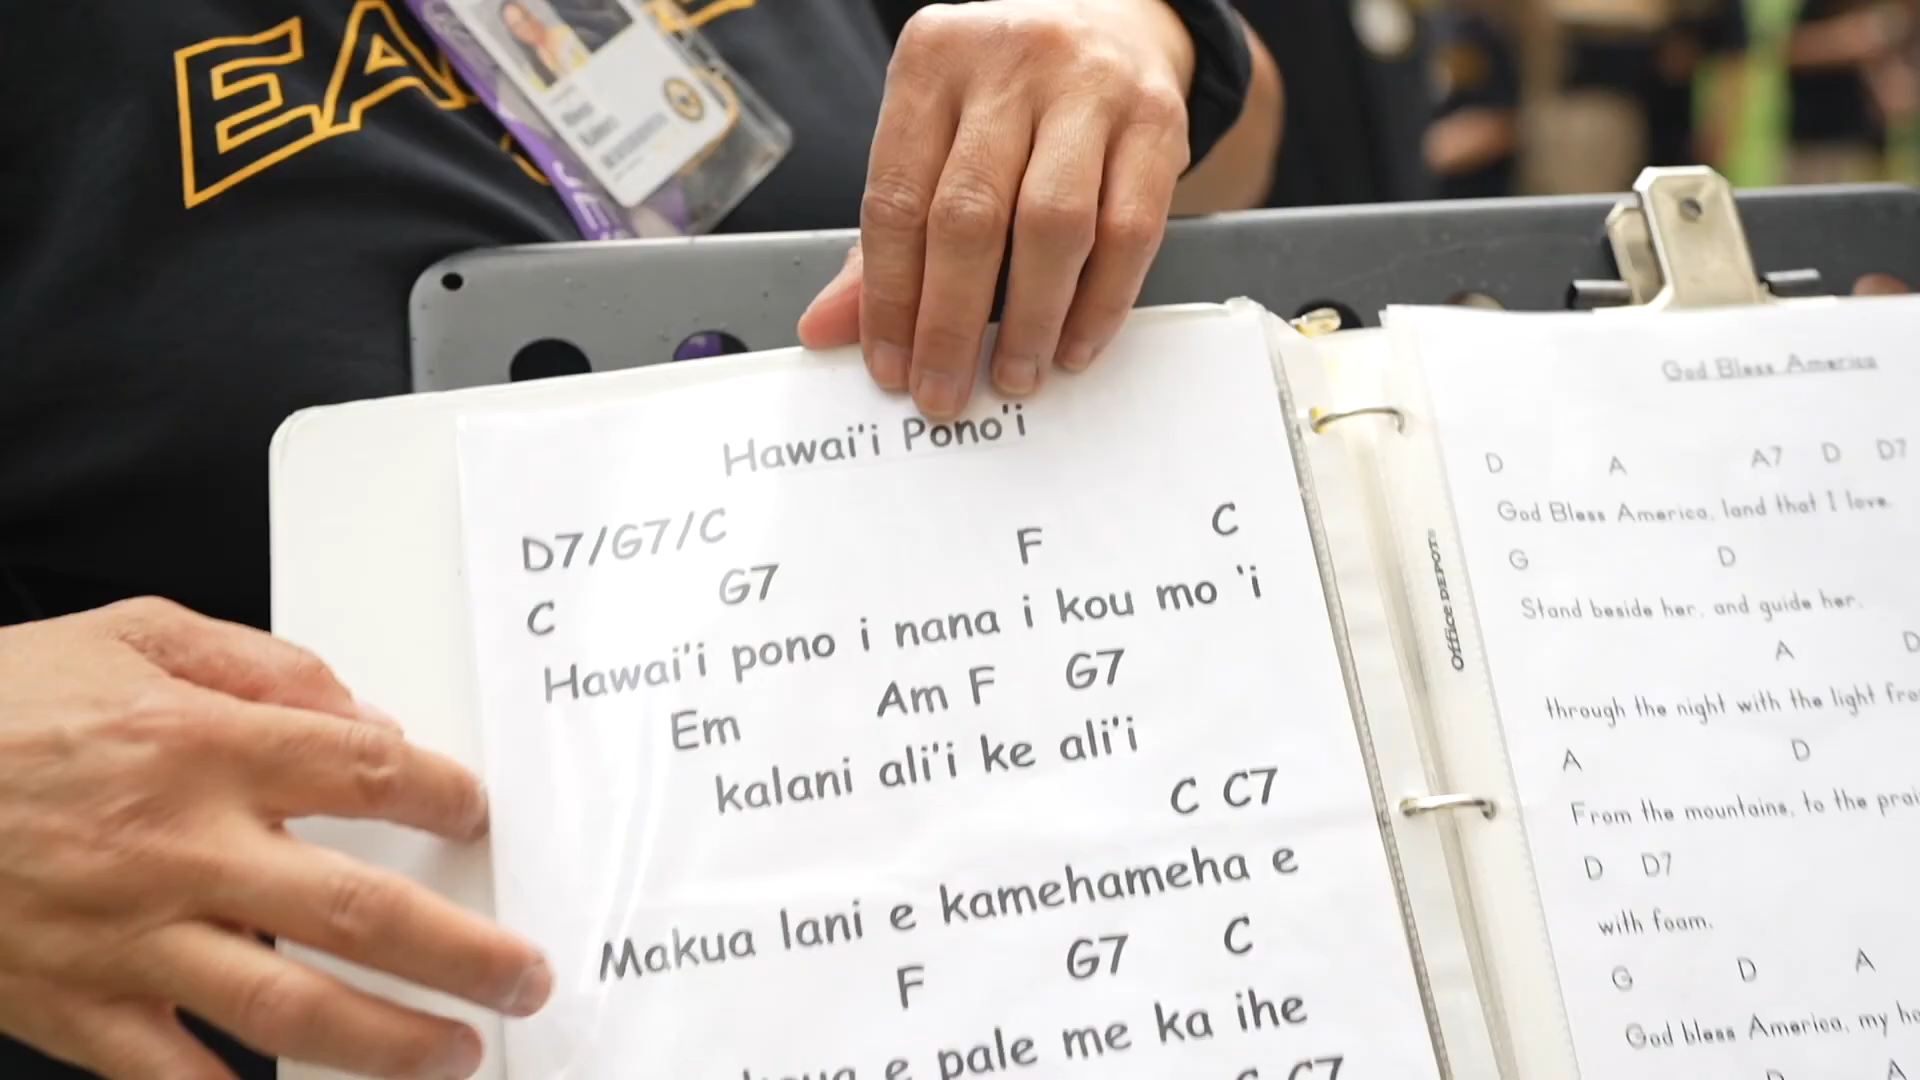 EA
Hawai'i Pono'i
D7/G7/C
C G7 F C
Hawai'i pono i nana i kou mo 'i
Em Am F G7
kalani ali'i ke ali'i
C C7
Makua lani e kamehameha e
F G7 C
e pale me ka ihe
C C7
Office DEPOT
God Bless America
D A A7 D D7
God Bless America, land that I love.
G D
Stand beside her, and guide her,
A D
through the night with the light
A D
From the mountains, to the
D D7
with foam.
G D A
God bless America, my
D A